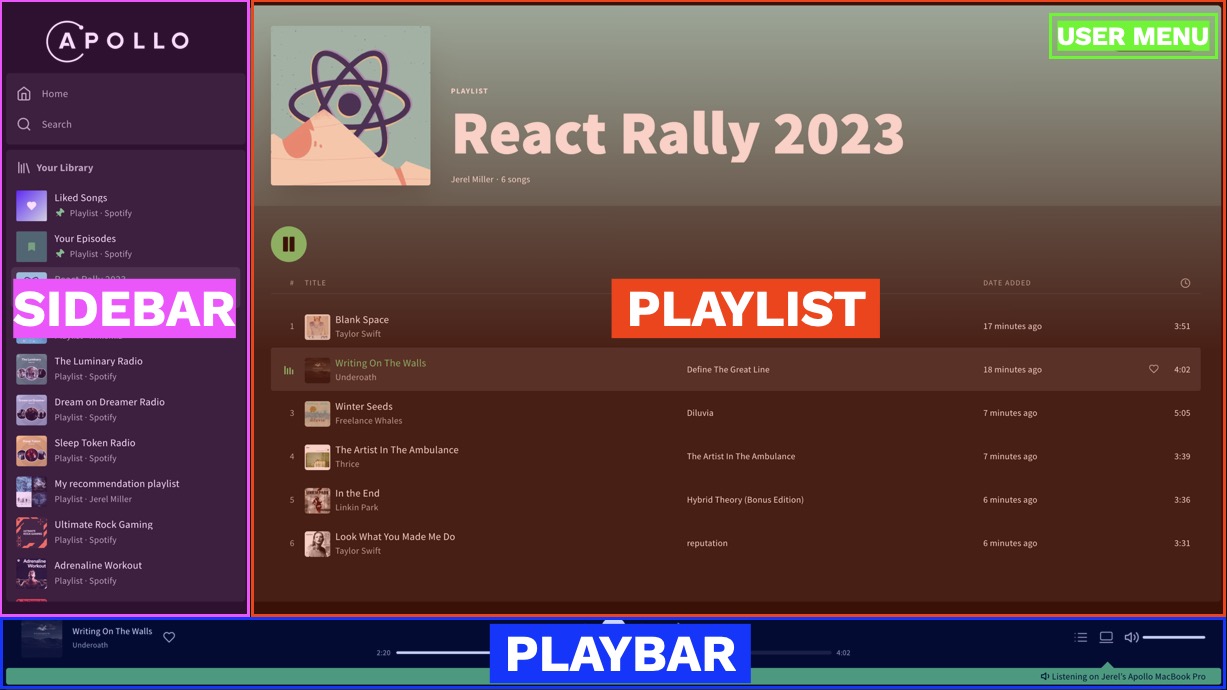 APOLLO
Home
Search
Your Library
Liked Songs
Playlist · Spotify
Your Episodes
Playlist · Spotify
React Rally 2023
SIDEBAR
The Luminary Radio
Playlist · Spotify
Dream on Dreamer Radio
Playlist · Spotify
Sleep Token Radio
Playlist · Spotify
My recommendation playlist
Playlist · Jerel Miller
Ultimate Rock Gaming
Playlist · Spotify
Adrenaline Workout
Playlist · Spotify
USER MENU
PLAYLIST
React Rally 2023
Jerel Miller · 6 songs
# TITLE DATE ADDED
PLAYLIST
1 Blank Space 17 minutes ago 3:51
Taylor Swift
Writing On The Walls Define The Great Line 18 minutes ago 4:02
Underoath
3 Winter Seeds Diluvia 7 minutes ago 5:05
Freelance Whales
4 The Artist In The Ambulance The Artist In The Ambulance 7 minutes ago 3:39
Thrice
5 In the End Hybrid Theory (Bonus Edition) 6 minutes ago 3:36
Linkin Park
6 Look What You Made Me Do reputation 6 minutes ago 3:31
Taylor Swift
Writing On The Walls
Underoath
2:20 4:02
PLAYBAR
Listening on Jerel's Apollo MacBook Pro